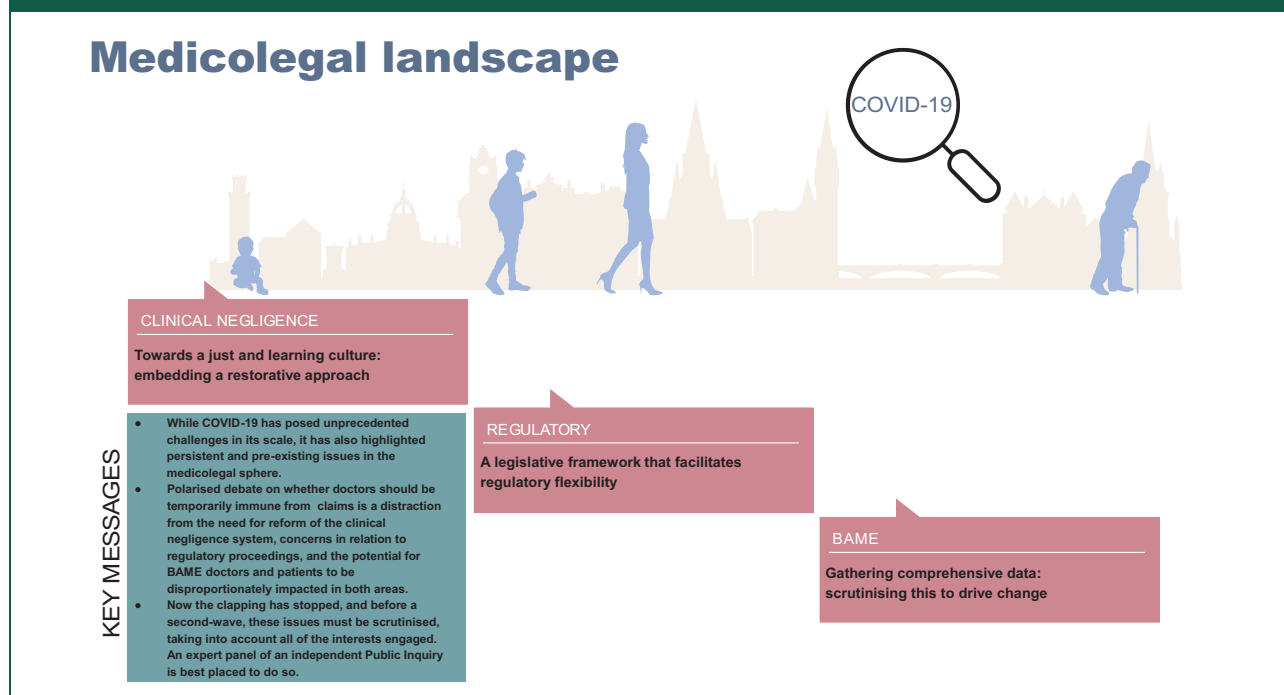 Medicolegal landscape
COVID-19
CLINICAL NEGLIGENCE
Towards a just and learning culture:
embedding a restorative approach
KEY MESSAGES
● While COVID-19 has posed unprecedented
challenges in its scale, it has also highlighted
persistent and pre-existing issues in the
medicolegal sphere.
● Polarised debate on whether doctors should be
temporarily immune from claims is a distraction
from the need for reform of the clinical
negligence system, concerns in relation to
regulatory proceedings, and the potential for
BAME doctors and patients to be
disproportionately impacted in both areas.
● Now the clapping has stopped, and before a
second-wave, these issues must be scrutinised,
taking into account all of the interests engaged.
An expert panel of an independent Public Inquiry
is best placed to do so.
REGULATORY
A legislative framework that facilitates
regulatory flexibility
BAME
Gathering comprehensive data:
scrutinising this to drive change